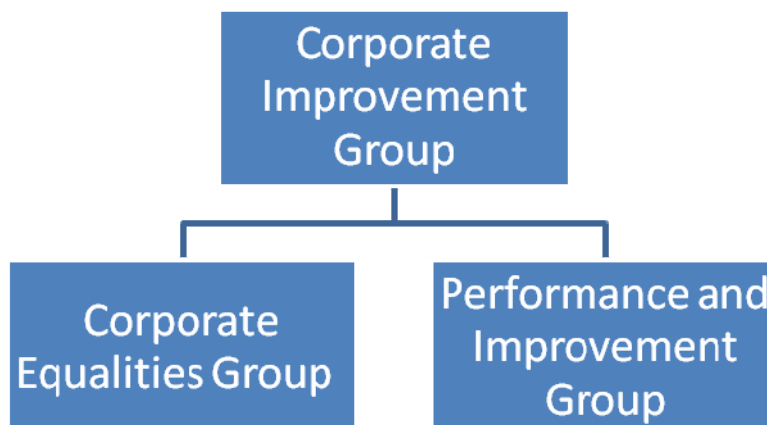 Corporate
Improvement
Group
Corporate
Equalities Group
Performance and
Improvement
Group